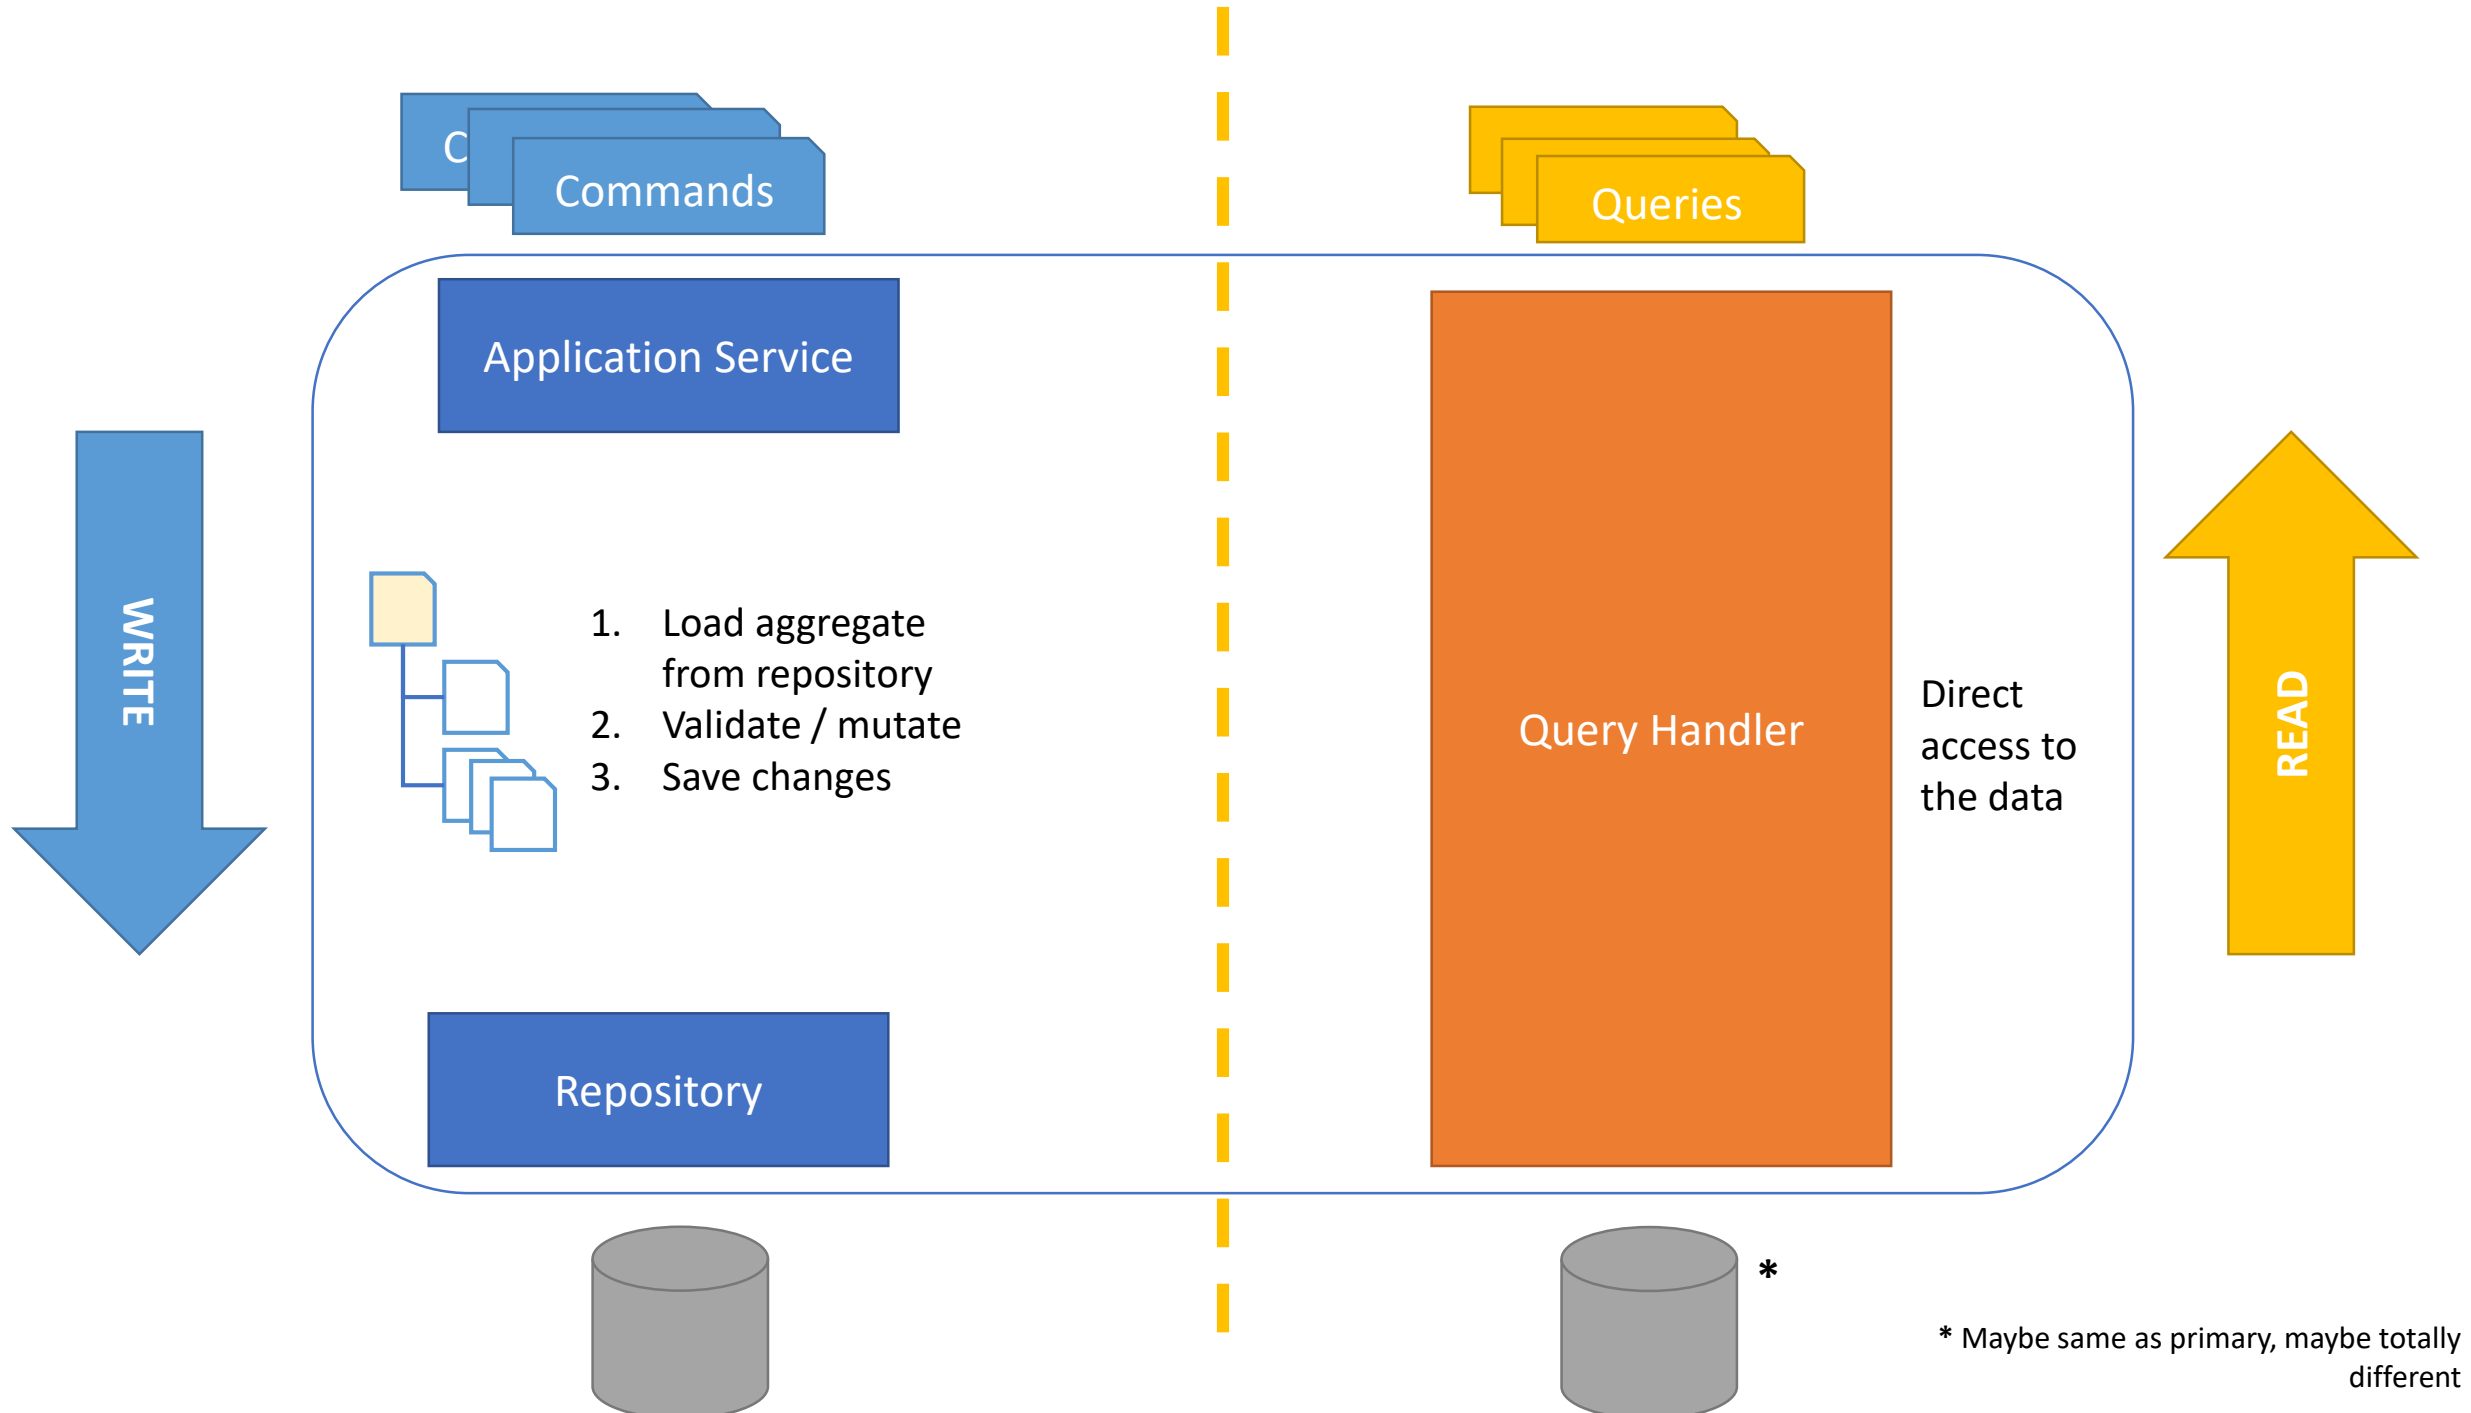 C
Commands
Queries
Application Service
WRITE
1. Load aggregate
from repository
2. Validate / mutate
3. Save changes
Query Handler
Direct
access to
the data
READ
Repository
*
* Maybe same as primary, maybe totally
different